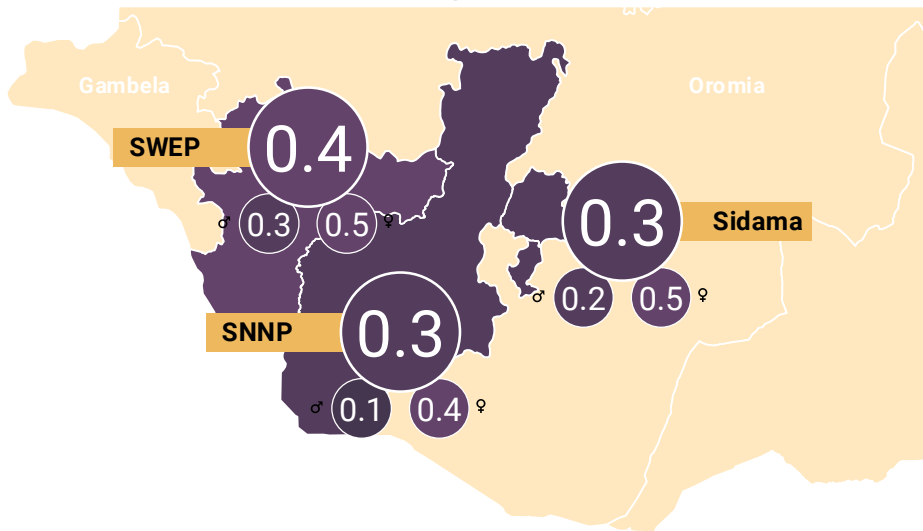 Gambela
Oromia
SWEP
0.4
♂ 0.3 0.5 ♀
0.3
Sidama
♂ 0.2 0.5 ♀
SNNP
0.3
♂ 0.1 0.4 ♀